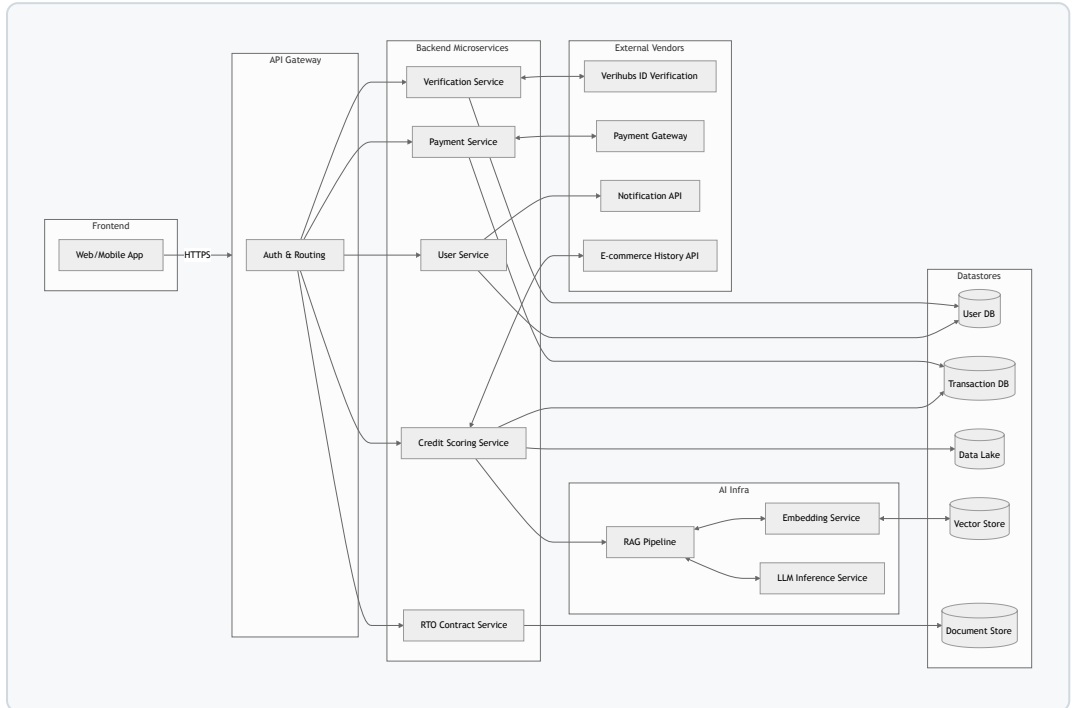 Frontend
Web/Mobile App
HTTPS
API Gateway
Auth & Routing
Backend Microservices
Verification Service
Payment Service
User Service
Credit Scoring Service
RTO Contract Service
External Vendors
Verihubs ID Verification
Payment Gateway
Notification API
E-commerce History API
AI Infra
RAG Pipeline
Embedding Service
LLM Inference Service
Datastores
User DB
Transaction DB
Data Lake
Vector Store
Document Store